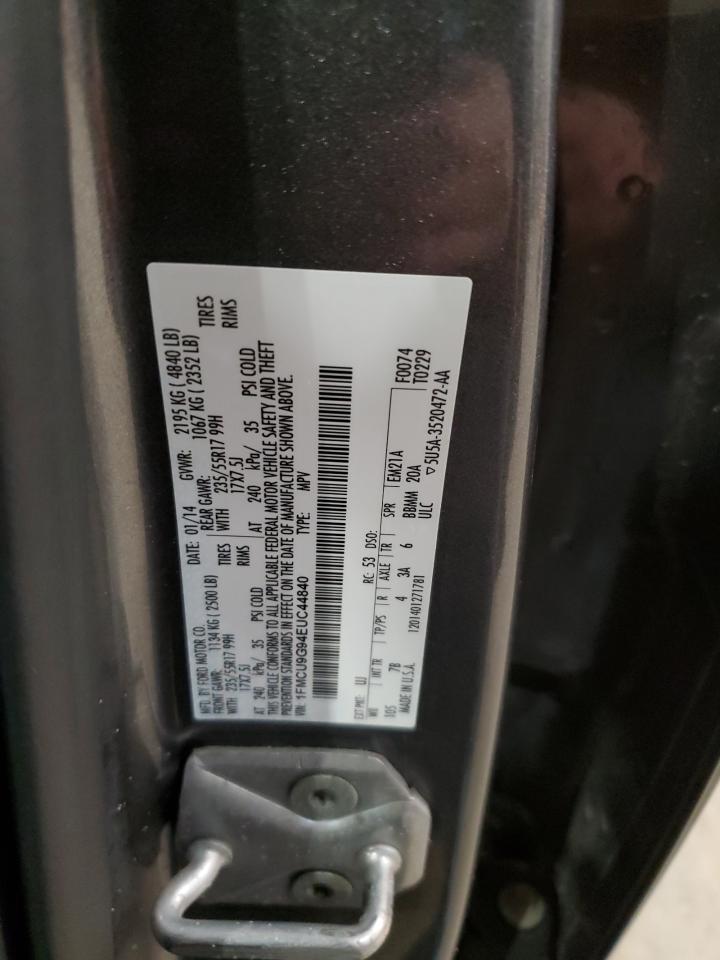 MFD. BY FORD MOTOR CO. DATE: 01/14 GVWR: 2195 KG ( 4840 LB)
FRONT GAWR: 1134 KG ( 2500 LB) REAR GAWR: 1067 KG ( 2352 LB)
WITH 235/55R17 99H TIRES WITH 235/55R17 99H TIRES
17X7.5J RIMS 17X7.5J RIMS
AT 240 kPa/ 35 PSI COLD AT 240 kPa/ 35 PSI COLD
THIS VEHICLE CONFORMS TO ALL APPLICABLE FEDERAL MOTOR VEHICLE SAFETY AND THEFT
PREVENTION STANDARDS IN EFFECT ON THE DATE OF MANUFACTURE SHOWN ABOVE.
VIN: 1FMCU9G94EUC44840 TYPE: MPV
EXT PNT: UJ RC: 53 DSO: F0074
WB INT TR TP/PS R AXLE TR SPR EM21A T0229
105 7B 4 3A 6 BBMM 20A
MADE IN U.S.A. 1201401271781 ULC ▽5U5A-3520472-AA